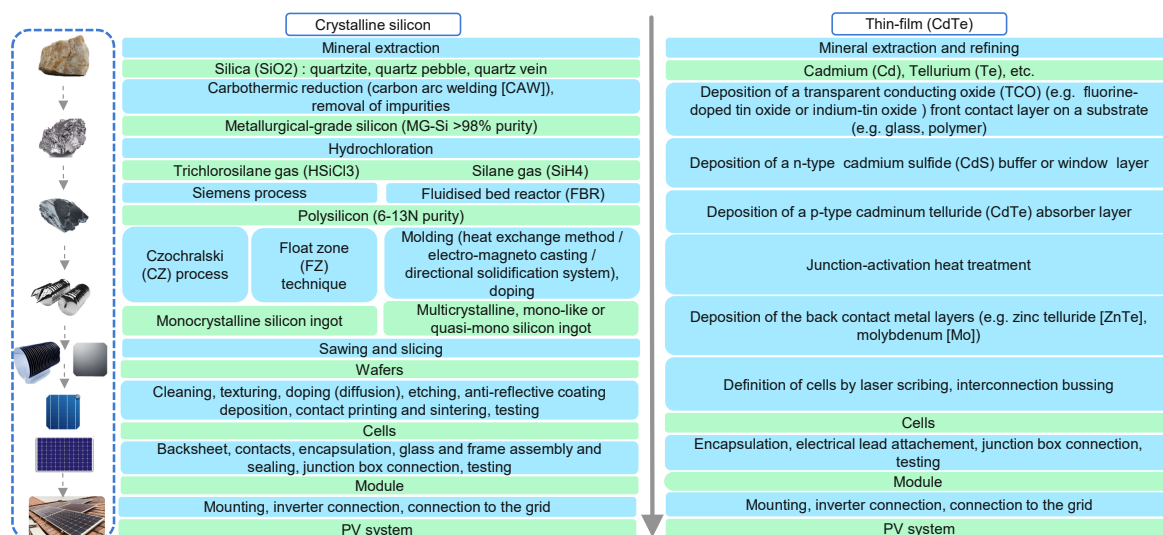 Crystalline silicon
Mineral extraction
Silica (SiO2) : quartzite, quartz pebble, quartz vein
Carbothermic reduction (carbon arc welding [CAW]),
removal of impurities
Metallurgical-grade silicon (MG-Si >98% purity)
Hydrochloration
Trichlorosilane gas (HSiCl3)
Silane gas (SiH4)
Siemens process
Fluidised bed reactor (FBR)
Polysilicon (6-13N purity)
Czochralski
(CZ) process
Float zone
(FZ)
technique
Molding (heat exchange method /
electro-magneto casting /
directional solidification system),
doping
Monocrystalline silicon ingot
Multicrystalline, mono-like or
quasi-mono silicon ingot
Sawing and slicing
Wafers
Cleaning, texturing, doping (diffusion), etching, anti-reflective coating
deposition, contact printing and sintering, testing
Cells
Backsheet, contacts, encapsulation, glass and frame assembly and
sealing, junction box connection, testing
Module
Mounting, inverter connection, connection to the grid
PV system
Thin-film (CdTe)
Mineral extraction and refining
Cadmium (Cd), Tellurium (Te), etc.
Deposition of a transparent conducting oxide (TCO) (e.g. fluorine-
doped tin oxide or indium-tin oxide ) front contact layer on a substrate
(e.g. glass, polymer)
Deposition of a n-type cadmium sulfide (CdS) buffer or window layer
Deposition of a p-type cadminum telluride (CdTe) absorber layer
Junction-activation heat treatment
Deposition of the back contact metal layers (e.g. zinc telluride [ZnTe],
molybdenum [Mo])
Definition of cells by laser scribing, interconnection bussing
Cells
Encapsulation, electrical lead attachement, junction box connection,
testing
Module
Mounting, inverter connection, connection to the grid
PV system